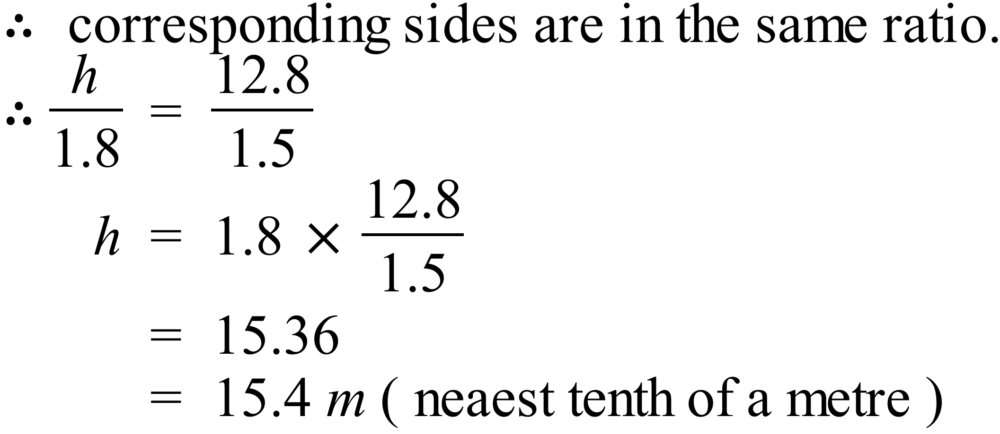 ∴ corresponding sides are in the same ratio.
∴ h/1.8 = 12.8/1.5
h = 1.8 × 12.8/1.5
= 15.36
= 15.4 m ( neaest tenth of a metre )